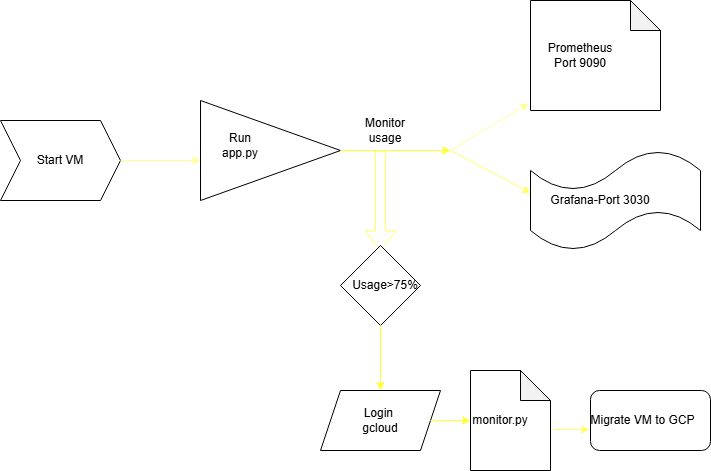 Start VM
Run
app.py
Monitor
usage
Prometheus
Port 9090
Grafana-Port 3030
Usage>75%
Login
gcloud
monitor.py
Migrate VM to GCP